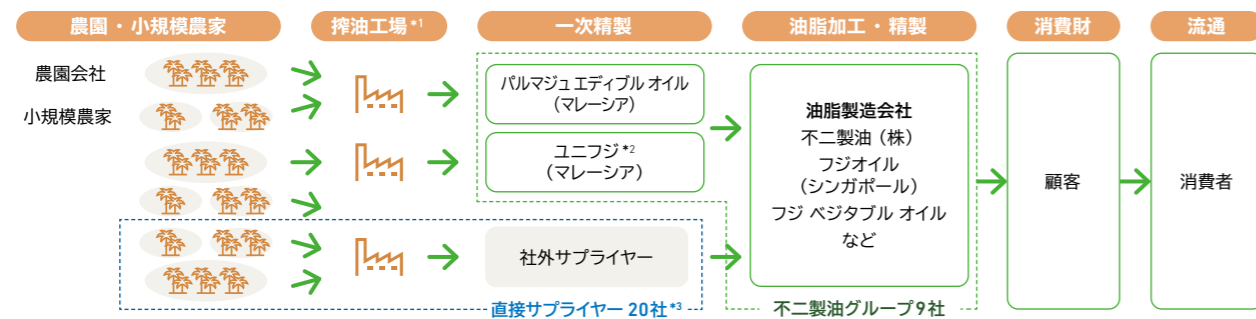 農園・小規模農家
搾油工場*1
一次精製
油脂加工・精製
消費財
流通
農園会社
小規模農家
パルマジュ エディブル オイル
（マレーシア）
ユニフジ*2
（マレーシア）
社外サプライヤー
直接サプライヤー 20社*3
油脂製造会社
不二製油（株）
フジオイル
（シンガポール）
フジ ベジタブル オイル
など
不二製油グループ9社
顧客
消費者